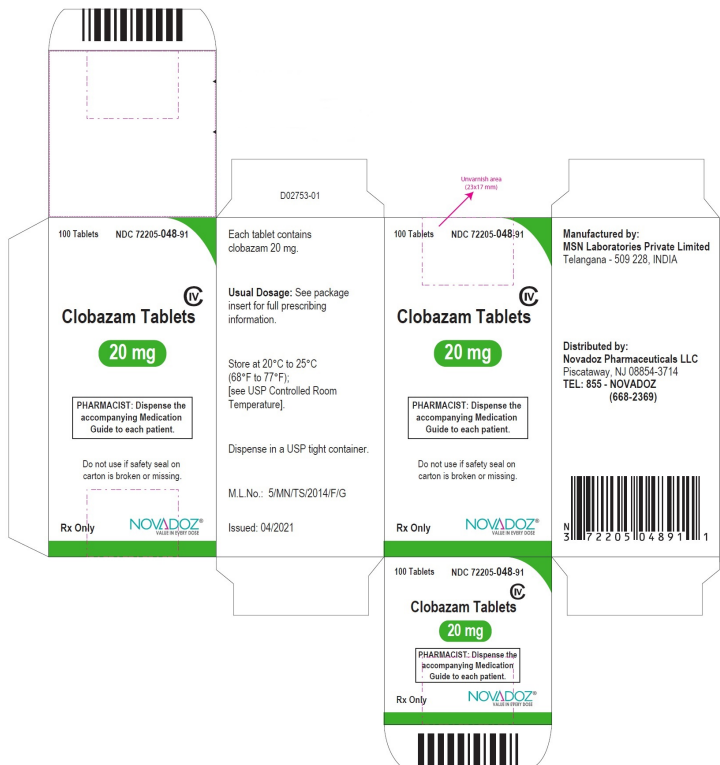 D02753-01
Unvarnish area
(23x17 mm)
100 Tablets NDC 72205-048-91
CIV
Clobazam Tablets
20 mg
PHARMACIST: Dispense the
accompanying Medication
Guide to each patient.
Do not use if safety seal on
carton is broken or missing.
Rx Only
NOVADOZ®
VALUE IN EVERY DOSE
Each tablet contains
clobazam 20 mg.
Usual Dosage: See package
insert for full prescribing
information.
Store at 20°C to 25°C
(68°F to 77°F);
[see USP Controlled Room
Temperature].
Dispense in a USP tight container.
M.L.No.: 5/MN/TS/2014/F/G
Issued: 04/2021
100 Tablets NDC 72205-048-91
CIV
Clobazam Tablets
20 mg
PHARMACIST: Dispense the
accompanying Medication
Guide to each patient.
Do not use if safety seal on
carton is broken or missing.
Rx Only
NOVADOZ®
VALUE IN EVERY DOSE
Manufactured by:
MSN Laboratories Private Limited
Telangana - 509 228, INDIA
Distributed by:
Novadoz Pharmaceuticals LLC
Piscataway, NJ 08854-3714
TEL: 855 - NOVADOZ
(668-2369)
N
3 72205 04891 1
100 Tablets NDC 72205-048-91
CIV
Clobazam Tablets
20 mg
PHARMACIST: Dispense the
accompanying Medication
Guide to each patient.
Rx Only
NOVADOZ®
VALUE IN EVERY DOSE